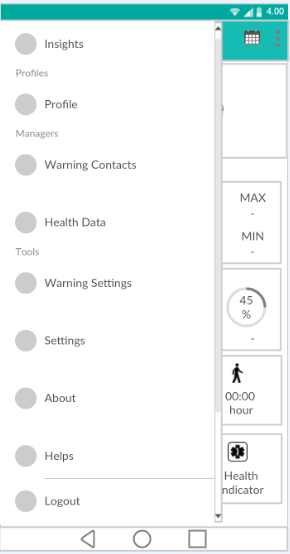 4.00
Insights
Profiles
Profile
Managers
Warning Contacts
Health Data
Tools
Warning Settings
Settings
About
Helps
Logout
MAX
-
MIN
-
45
%
-
00:00
hour
Health
ndicator